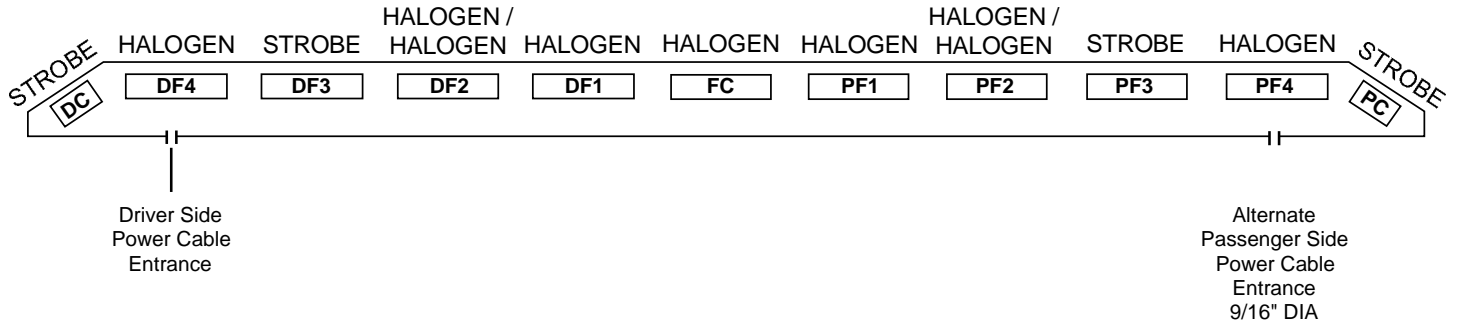 HALOGEN / HALOGEN /
STROBE HALOGEN STROBE HALOGEN HALOGEN HALOGEN HALOGEN HALOGEN STROBE HALOGEN STROBE
DC DF4 DF3 DF2 DF1 FC PF1 PF2 PF3 PF4 PC
Driver Side
Power Cable
Entrance
Alternate
Passenger Side
Power Cable
Entrance
9/16" DIA